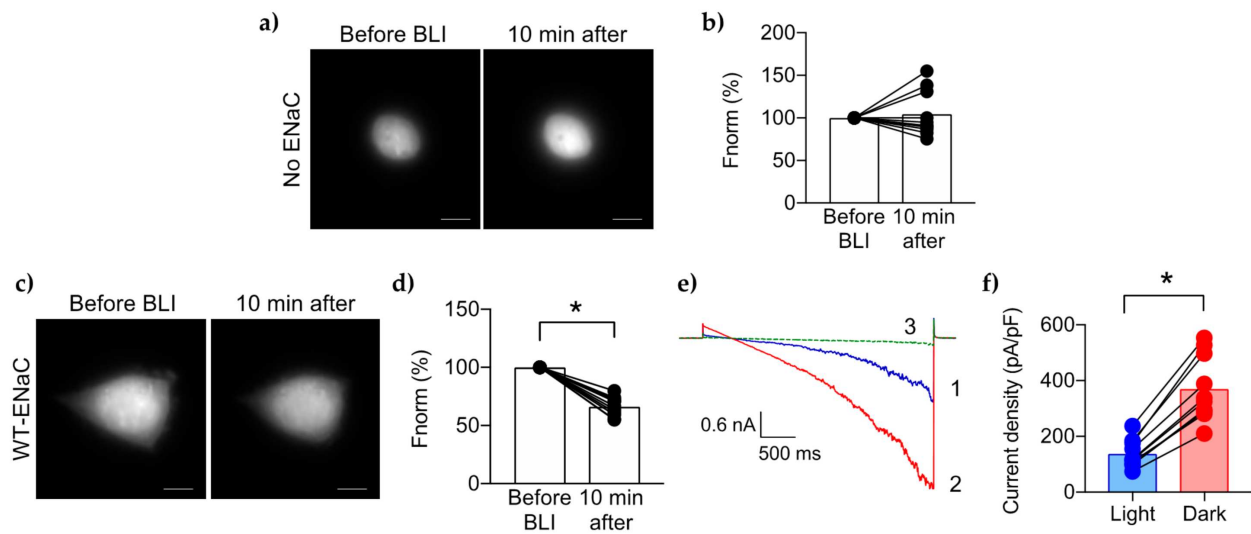 a)
Before BLI
10 min after
No ENaC
b)
Fnorm (%)
200
150
100
50
0
Before
BLI
10 min
after
c)
Before BLI
10 min after
WT-ENaC
d)
Fnorm (%)
150
100
50
0
*
Before
BLI
10 min
after
e)
3
1
2
0.6 nA
500 ms
f)
Current density (pA/pF)
600
400
200
0
*
Light
Dark